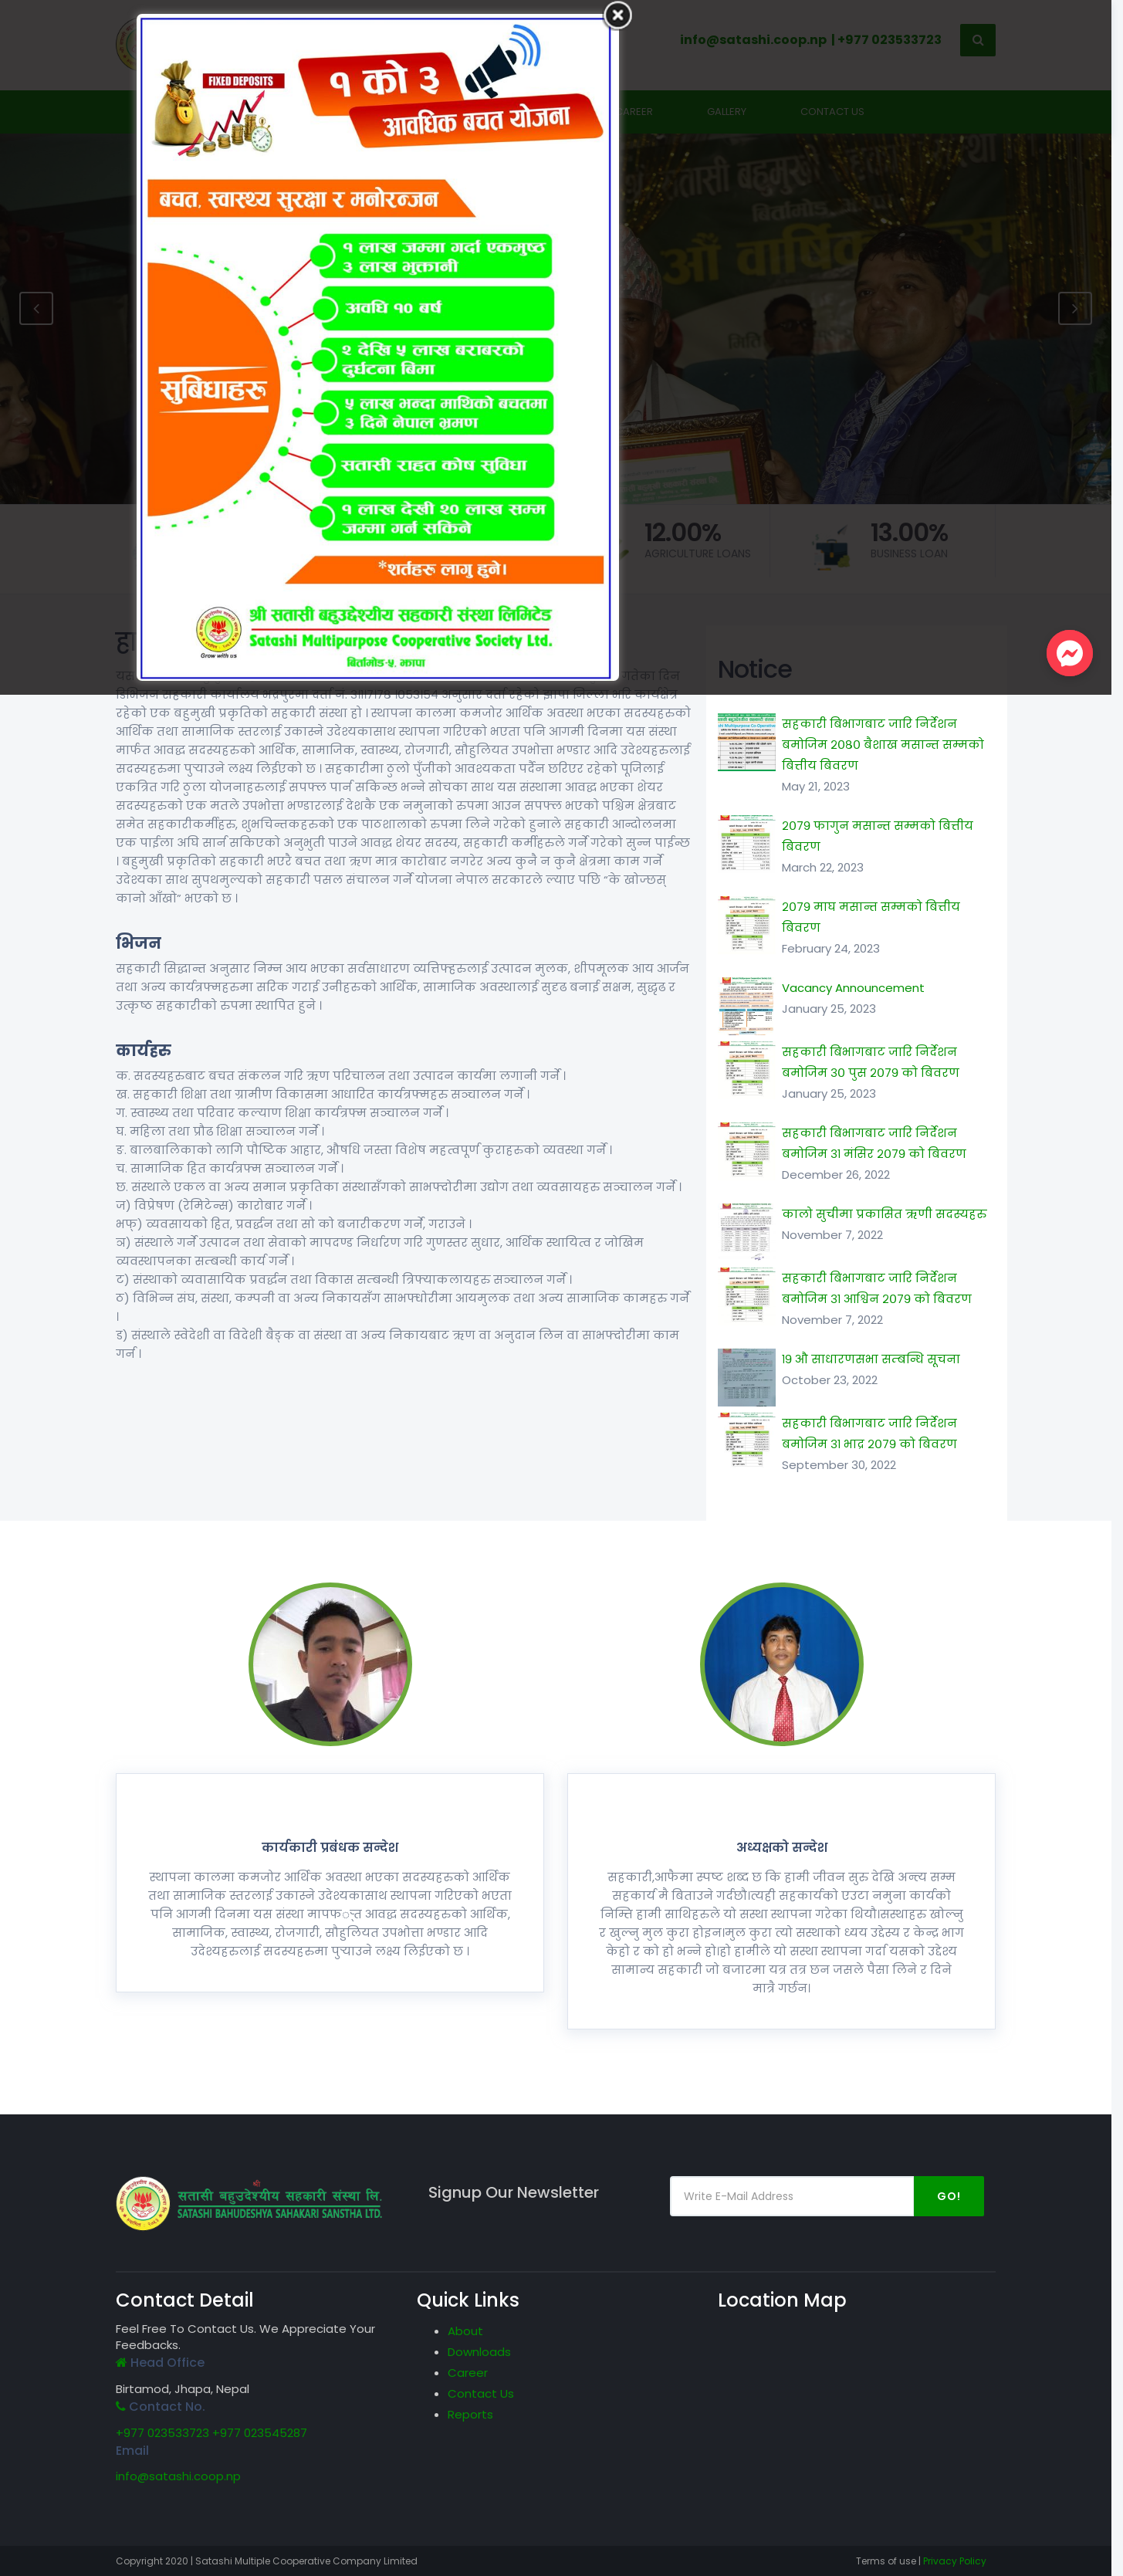 info@satashi.coop.np | +977 023533723
CAREER
GALLERY
CONTACT US
FIXED DEPOSITS
१ को ३
आवधिक बचत योजना
बचत, स्वास्थ्य सुरक्षा र मनोरन्जन
सुबिधाहरू
१ लाख जम्मा गर्दा एकमुष्ठ
३ लाख भुक्तानी
अवधि १० बर्ष
२ देखि ५ लाख बराबरको
दुर्घटना बिमा
५ लाख भन्दा माथिको बचतमा
३ दिने नेपाल भ्रमण
सतासी राहत कोष सुविधा
१ लाख देखी २० लाख सम्म
जम्मा गर्न सकिने
*शर्तहरु लागु हुने।
Grow with us
श्री सतासी बहुउद्देश्यीय सहकारी संस्था लिमिटेड
Satashi Multipurpose Cooperative Society Ltd.
बिर्तामोड-५, झापा
12.00%
AGRICULTURE LOANS
13.00%
BUSINESS LOAN
रहेको एक बहुमुखी प्रकृतिको सहकारी संस्था हो । स्थापना कालमा कमजोर आर्थिक अवस्था भएका सदस्यहरुको
आर्थिक तथा सामाजिक स्तरलाई उकास्ने उदेश्यकासाथ स्थापना गरिएको भएता पनि आगमी दिनमा यस संस्था
मार्फत आवद्ध सदस्यहरुको आर्थिक, सामाजिक, स्वास्थ्य, रोजगारी, सौहुलियत उपभोत्ता भण्डार आदि उदेश्यहरुलाई
सदस्यहरुमा पुऱ्याउने लक्ष्य लिईएको छ । सहकारीमा ठुलो पुँजीको आवश्यकता पर्दैन छरिएर रहेको पूजिलाई
एकत्रित गरि ठुला योजनाहरुलाई सपफ्ल पार्न सकिन्छ भन्ने सोचका साथ यस संस्थामा आवद्ध भएका शेयर
सदस्यहरुको एक मतले उपभोत्ता भण्डारलाई देशकै एक नमुनाको रुपमा आउन सपफ्ल भएको पश्चिम क्षेत्रबाट
समेत सहकारीकर्मीहरु, शुभचिन्तकहरुको एक पाठशालाको रुपमा लिने गरेको हुनाले सहकारी आन्दोलनमा
एक पाईला अघि सार्न सकिएको अनुभुती पाउने आवद्ध शेयर सदस्य, सहकारी कर्मीहरुले गर्ने गरेको सुन्न पाईन्छ
। बहुमुखी प्रकृतिको सहकारी भएरै बचत तथा ऋण मात्र कारोबार नगरेर अन्य कुनै न कुनै क्षेत्रमा काम गर्ने
उदेश्यका साथ सुपथमुल्यको सहकारी पसल संचालन गर्ने योजना नेपाल सरकारले ल्याए पछि “के खोज्छस्
कानो आँखो” भएको छ ।
भिजन
सहकारी सिद्धान्त अनुसार निम्न आय भएका सर्वसाधारण व्यत्तिफ्हरुलाई उत्पादन मुलक, शीपमूलक आय आर्जन
तथा अन्य कार्यत्रफ्महरुमा सरिक गराई उनीहरुको आर्थिक, सामाजिक अवस्थालाई सुदृढ बनाई सक्षम, सुद्धृढ र
उत्कृष्ठ सहकारीको रुपमा स्थापित हुने ।
कार्यहरु
क. सदस्यहरुबाट बचत संकलन गरि ऋण परिचालन तथा उत्पादन कार्यमा लगानी गर्ने ।
ख. सहकारी शिक्षा तथा ग्रामीण विकासमा आधारित कार्यत्रफ्महरु सञ्चालन गर्ने ।
ग. स्वास्थ्य तथा परिवार कल्याण शिक्षा कार्यत्रफ्म सञ्चालन गर्ने ।
घ. महिला तथा प्रौढ शिक्षा सञ्चालन गर्ने ।
ङ. बालबालिकाको लागि पौष्टिक आहार, औषधि जस्ता विशेष महत्वपूर्ण कुराहरुको व्यवस्था गर्ने ।
च. सामाजिक हित कार्यत्रफ्म सञ्चालन गर्ने ।
छ. संस्थाले एकल वा अन्य समान प्रकृतिका संस्थासँगको साभफ्दोरीमा उद्योग तथा व्यवसायहरु सञ्चालन गर्ने ।
ज) विप्रेषण (रेमिटेन्स) कारोबार गर्ने ।
भफ्) व्यवसायको हित, प्रवर्द्धन तथा सो को बजारीकरण गर्ने, गराउने ।
ञ) संस्थाले गर्ने उत्पादन तथा सेवाको मापदण्ड निर्धारण गरि गुणस्तर सुधार, आर्थिक स्थायित्व र जोखिम
व्यवस्थापनका सत्बन्धी कार्य गर्ने ।
ट) संस्थाको व्यवासायिक प्रवर्द्धन तथा विकास सत्बन्धी त्रिफ्याकलायहरु सञ्चालन गर्ने ।
ठ) विभिन्न संघ, संस्था, कम्पनी वा अन्य निकायसँग साभफ्धोरीमा आयमुलक तथा अन्य सामाजिक कामहरु गर्ने
।
ड) संस्थाले स्वेदेशी वा विदेशी बैङ्क वा संस्था वा अन्य निकायबाट ऋण वा अनुदान लिन वा साभफ्दोरीमा काम
गर्न ।
Notice
सहकारी बिभागबाट जारि निर्देशन
बमोजिम २०८० बैशाख मसान्त सम्मको
बित्तीय बिवरण
May 21, 2023
२०७९ फागुन मसान्त सम्मको बित्तीय
बिवरण
March 22, 2023
२०७९ माघ मसान्त सम्मको बित्तीय
बिवरण
February 24, 2023
Vacancy Announcement
January 25, 2023
सहकारी बिभागबाट जारि निर्देशन
बमोजिम ३० पुस २०७९ को बिवरण
January 25, 2023
सहकारी बिभागबाट जारि निर्देशन
बमोजिम ३१ मंसिर २०७९ को बिवरण
December 26, 2022
कालो सुचीमा प्रकासित ऋणी सदस्यहरु
November 7, 2022
सहकारी बिभागबाट जारि निर्देशन
बमोजिम ३१ आश्विन २०७९ को बिवरण
November 7, 2022
१९ औ साधारणसभा सत्बन्धि सूचना
October 23, 2022
सहकारी बिभागबाट जारि निर्देशन
बमोजिम ३१ भाद्र २०७९ को बिवरण
September 30, 2022
कार्यकारी प्रबंधक सन्देश
स्थापना कालमा कमजोर आर्थिक अवस्था भएका सदस्यहरुको आर्थिक
तथा सामाजिक स्तरलाई उकास्ने उदेश्यकासाथ स्थापना गरिएको भएता
पनि आगमी दिनमा यस संस्था मापफर््त आवद्ध सदस्यहरुको आर्थिक,
सामाजिक, स्वास्थ्य, रोजगारी, सौहुलियत उपभोत्ता भण्डार आदि
उदेश्यहरुलाई सदस्यहरुमा पुऱ्याउने लक्ष्य लिईएको छ ।
अध्यक्षको सन्देश
सहकारी,आफैमा स्पष्ट शब्द छ कि हामी जीवन सुरु देखि अन्त्य सम्म
सहकार्य मै बिताउने गर्दछौ।त्यही सहकार्यको एउटा नमुना कार्यको
निम्ति हामी साथिहरुले यो सस्था स्थापना गरेका थियौ।संस्थाहरु खोल्नु
र खुल्नु मुल कुरा होइन।मुल कुरा त्यो सस्थाको ध्यय उद्देस्य र केन्द्र भाग
केहो र को हो भन्ने हो।हो हामीले यो सस्था स्थापना गर्दा यसको उद्देश्य
सामान्य सहकारी जो बजारमा यत्र तत्र छन जसले पैसा लिने र दिने
मात्रै गर्छन।
सतासी बहुउदेश्यीय सहकारी संस्था लि.
SATASHI BAHUDESHYA SAHAKARI SANSTHA LTD.
Signup Our Newsletter
Write E-Mail Address
GO!
Contact Detail
Feel Free To Contact Us. We Appreciate Your
Feedbacks.
Head Office
Birtamod, Jhapa, Nepal
Contact No.
+977 023533723 +977 023545287
Email
info@satashi.coop.np
Quick Links
About
Downloads
Career
Contact Us
Reports
Location Map
Copyright 2020 | Satashi Multiple Cooperative Company Limited
Terms of use | Privacy Policy